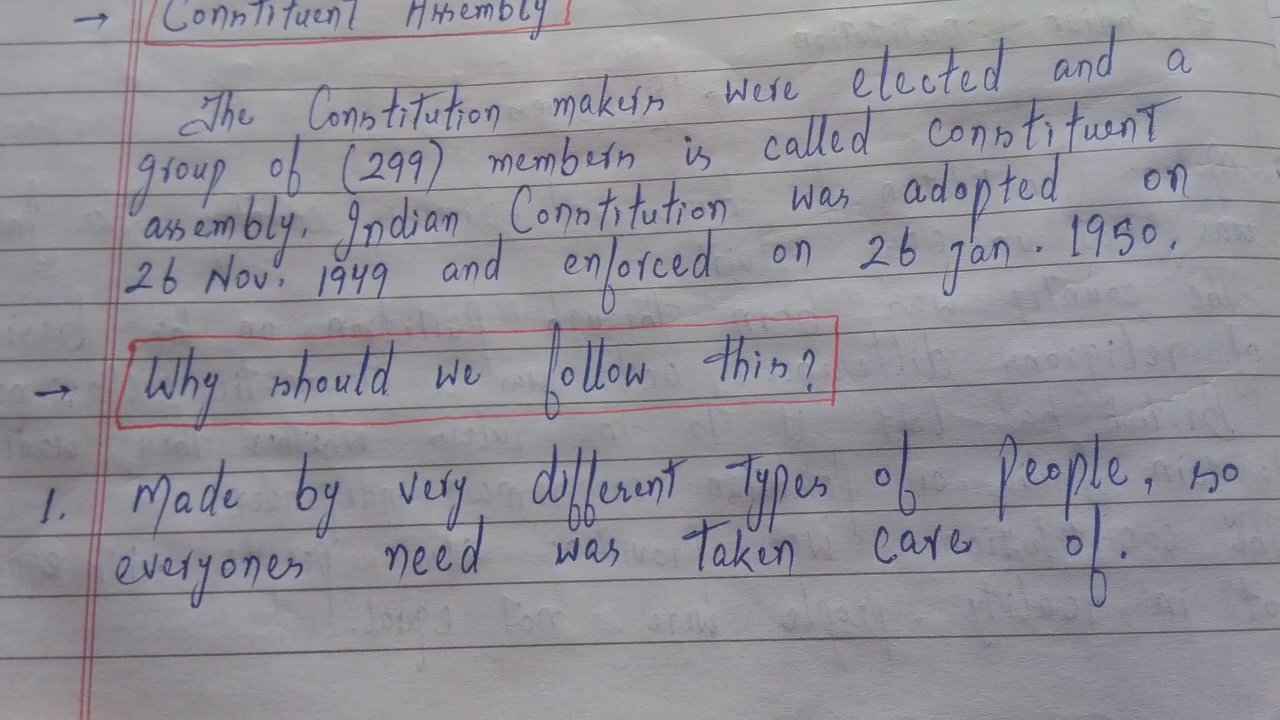 → Constituent Assembly
The Constitution makers were elected and a
group of (299) members is called constituent
assembly. Indian Constitution was adopted on
26 Nov. 1949 and enforced on 26 Jan. 1950.
→ Why should we follow this?
1. Made by very different types of people, so
everyones need was taken care of.